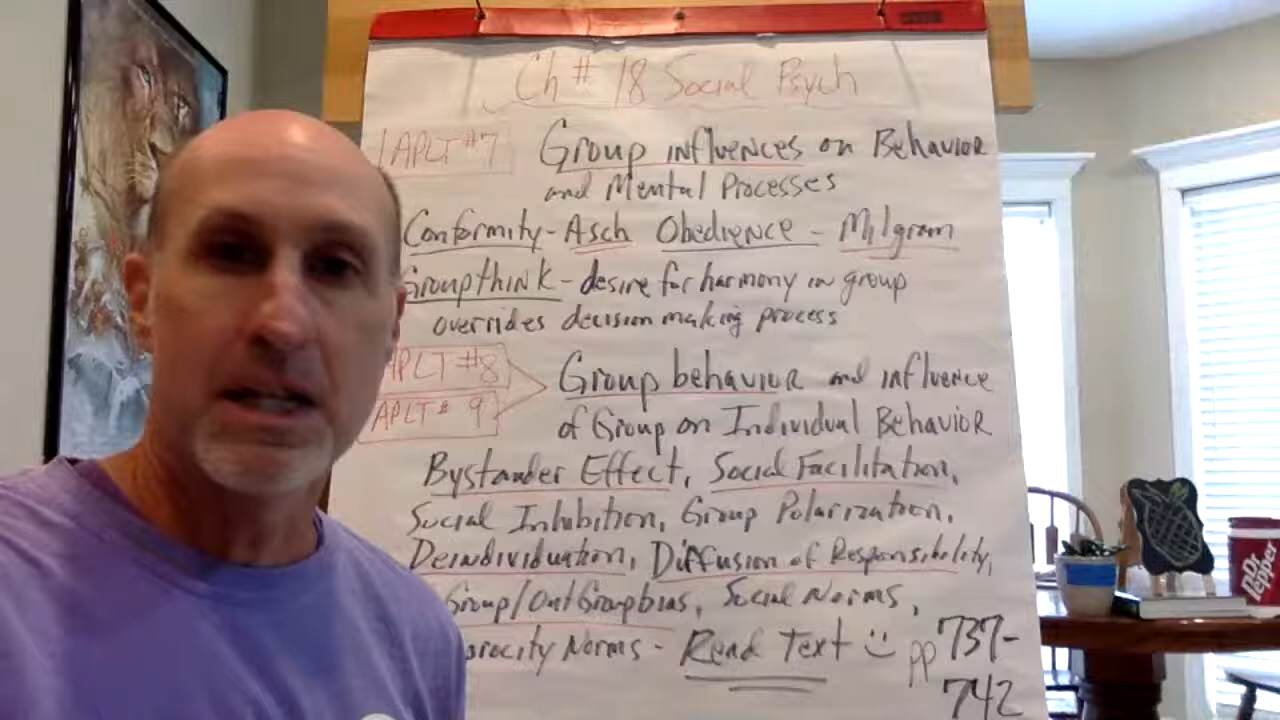 Ch # 18 Social Psych
APLT #7 Group influences on Behavior
and Mental Processes
Conformity - Asch Obedience - Milgram
Groupthink - desire for harmony in group
overrides decision making process
APLT #8 Group behavior and influence
APLT # 9 of Group on Individual Behavior
Bystander Effect, Social Facilitation,
Social Inhibition, Group Polarization,
Deindividuation, Diffusion of Responsibility,
Group/OutGroup bias, Social Norms,
procity Norms - Read Text pp 737-
742
Dr Pepper